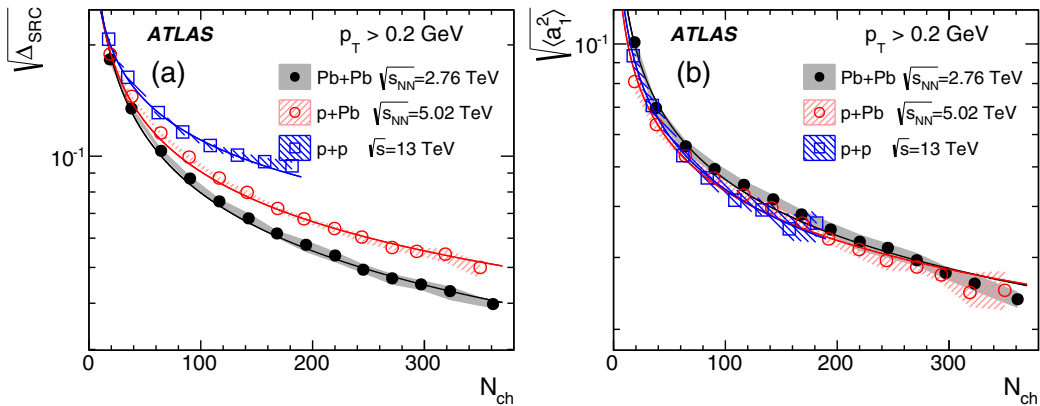 √Δ_SRC
ATLAS
p_T > 0.2 GeV
(a)
Pb+Pb √s_NN=2.76 TeV
p+Pb √s_NN=5.02 TeV
p+p √s=13 TeV
10⁻¹
0 100 200 300
N_ch
√⟨a₁²⟩
ATLAS
p_T > 0.2 GeV
10⁻¹
(b)
Pb+Pb √s_NN=2.76 TeV
p+Pb √s_NN=5.02 TeV
p+p √s=13 TeV
0 100 200 300
N_ch